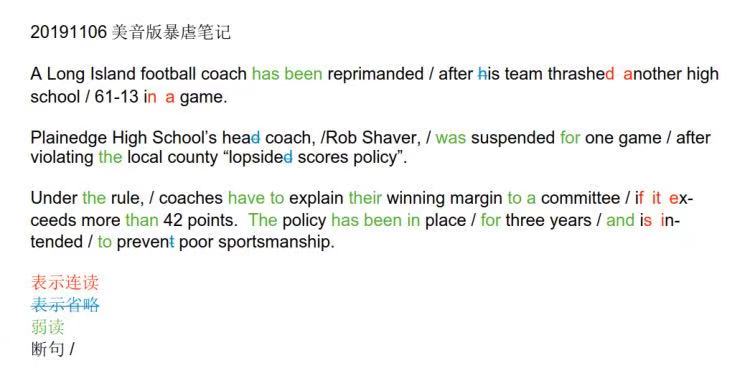 20191106 美音版暴虐笔记
A Long Island football coach has been reprimanded / after his team thrashed another high
school / 61-13 in a game.
Plainedge High School's head coach, /Rob Shaver, / was suspended for one game / after
violating the local county “lopsided scores policy”.
Under the rule, / coaches have to explain their winning margin to a committee / if it ex-
ceeds more than 42 points. The policy has been in place / for three years / and is in-
tended / to prevent poor sportsmanship.
表示连读
表示省略
弱读
断句 /